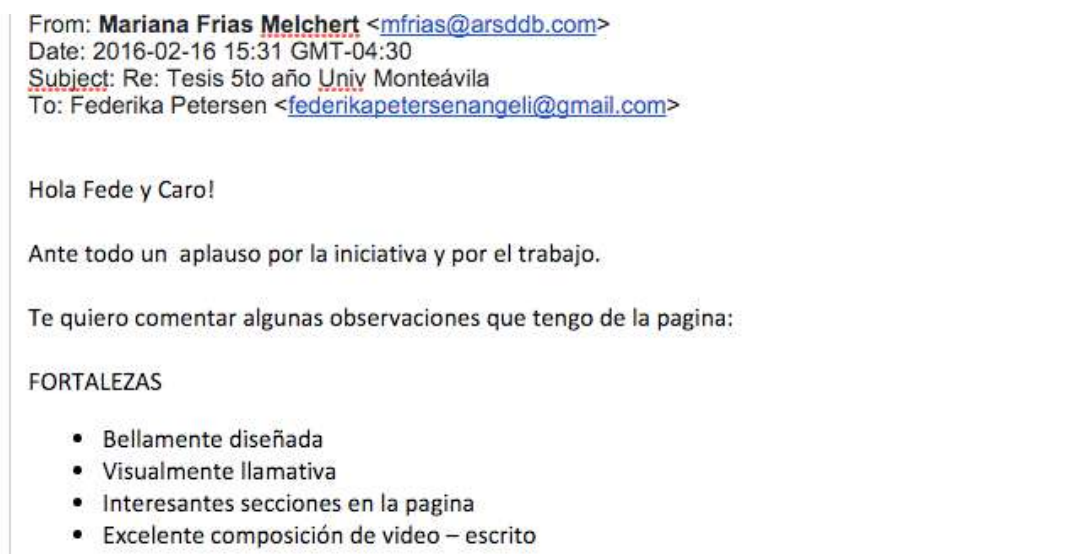 From: Mariana Frias Melchert <mfrias@arsddb.com>
Date: 2016-02-16 15:31 GMT-04:30
Subject: Re: Tesis 5to año Univ Monteávila
To: Federika Petersen <federikapetersenangeli@gmail.com>
Hola Fede y Caro!
Ante todo un  aplauso por la iniciativa y por el trabajo.
Te quiero comentar algunas observaciones que tengo de la pagina:
FORTALEZAS
• Bellamente diseñada
• Visualmente llamativa
• Interesantes secciones en la pagina
• Excelente composición de video – escrito